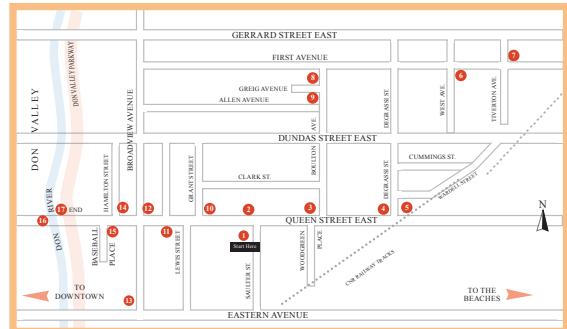 GERRARD STREET EAST
FIRST AVENUE
7
6
8
GREIG AVENUE
ALLEN AVENUE
9
DON VALLEY
DON VALLEY PARKWAY
BROADVIEW AVENUE
BOULTON AVE.
DEGRASSI ST.
WEST AVE.
TIVERTON AVE.
DUNDAS STREET EAST
HAMILTON STREET
GRANT STREET
CLARK ST.
DEGRASSI ST.
CUMMINGS ST.
WARDELL STREET
17
END
16
14
12
10
2
3
4
5
N
DON RIVER
QUEEN STREET EAST
15
11
1
Start Here
BASEBALL PLACE
LEWIS STREET
SAULTER ST.
WOODGREEN PLACE
CNR RAILWAY TRACKS
TO DOWNTOWN
13
TO THE BEACHES
EASTERN AVENUE